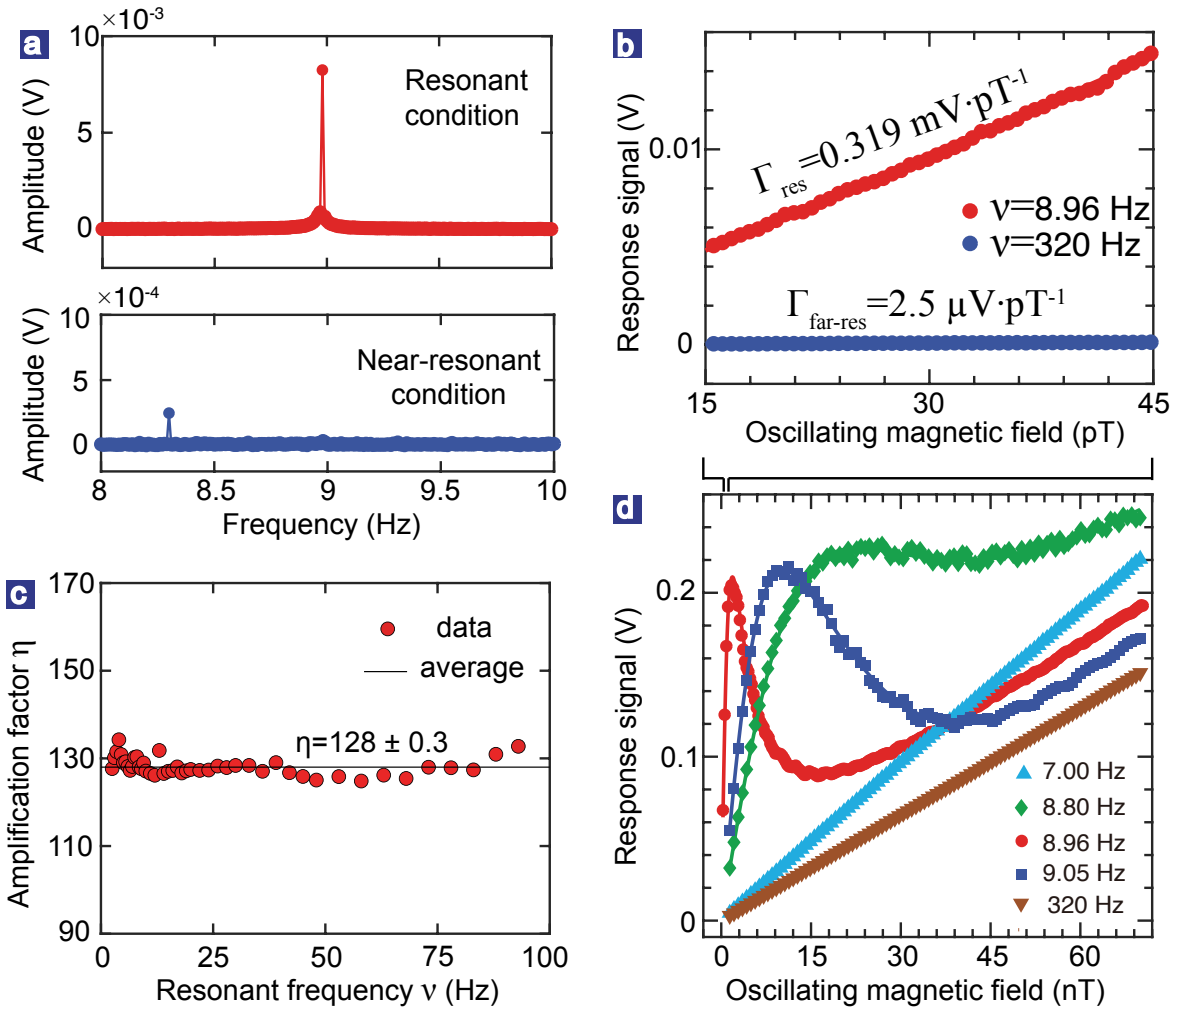 a
10×10⁻³
5
0
Amplitude (V)
Resonant
condition
×10⁻⁴
10
5
0
Amplitude (V)
Near-resonant
condition
8
8.5
9
9.5
10
Frequency (Hz)
b
Response signal (V)
0.01
0
Γres=0.319 mV·pT⁻¹
ν=8.96 Hz
ν=320 Hz
Γfar-res=2.5 μV·pT⁻¹
15
30
45
Oscillating magnetic field (pT)
c
170
150
130
110
90
Amplification factor η
data
average
η=128 ± 0.3
0
25
50
75
100
Resonant frequency ν (Hz)
d
Response signal (V)
0.2
0.1
0
7.00 Hz
8.80 Hz
8.96 Hz
9.05 Hz
320 Hz
0
15
30
45
60
Oscillating magnetic field (nT)